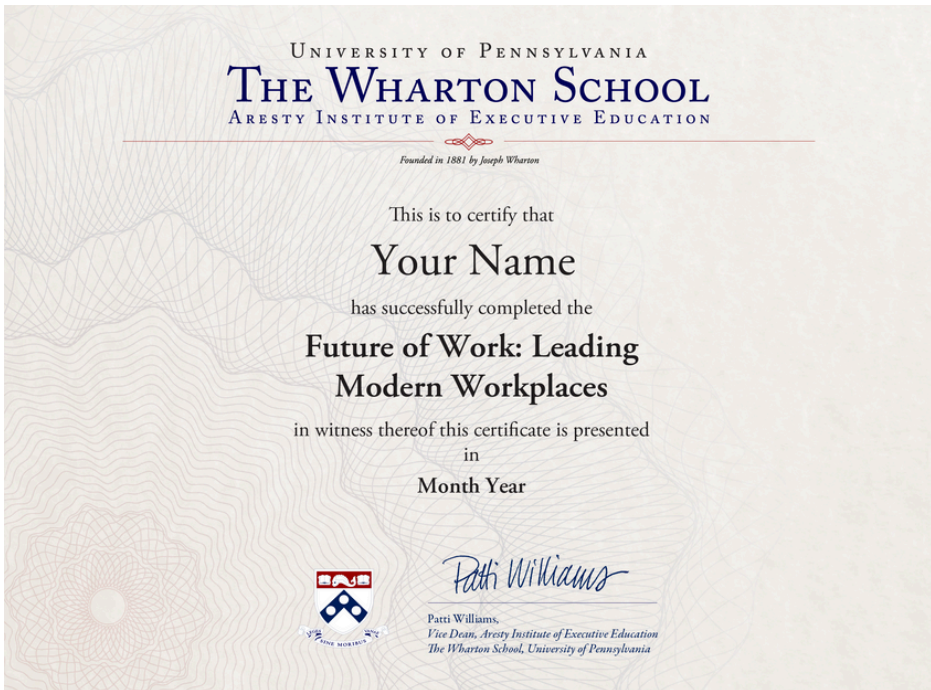 UNIVERSITY OF PENNSYLVANIA
THE WHARTON SCHOOL
ARESTY INSTITUTE OF EXECUTIVE EDUCATION
Founded in 1881 by Joseph Wharton
This is to certify that
Your Name
has successfully completed the
Future of Work: Leading
Modern Workplaces
in witness thereof this certificate is presented
in
Month Year
Patti Williams
Patti Williams,
Vice Dean, Aresty Institute of Executive Education
The Wharton School, University of Pennsylvania
SINE MORIBUS